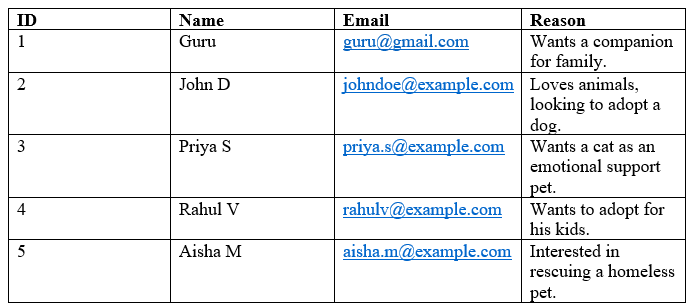 ID Name Email Reason
1 Guru guru@gmail.com Wants a companion
for family.
2 John D johndoe@example.com Loves animals,
looking to adopt a
dog.
3 Priya S priya.s@example.com Wants a cat as an
emotional support
pet.
4 Rahul V rahulv@example.com Wants to adopt for
his kids.
5 Aisha M aisha.m@example.com Interested in
rescuing a homeless
pet.